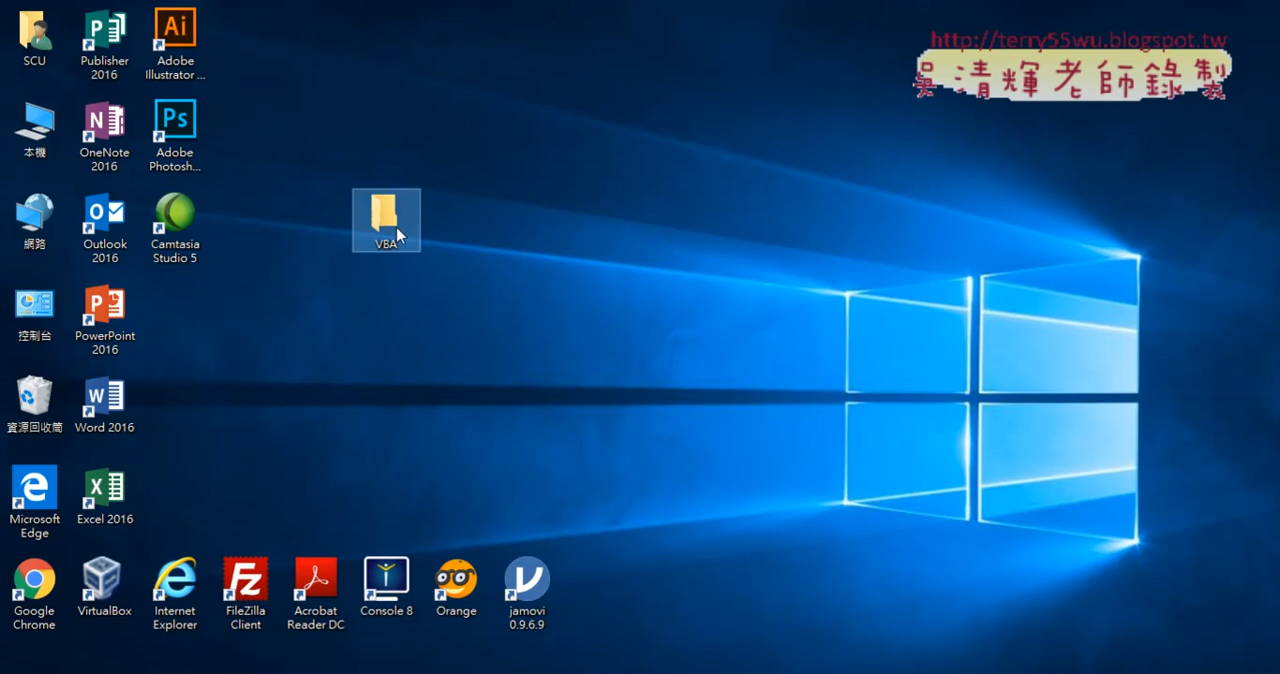 http://terry55wu.blogspot.tw
吳清輝老師錄製
SCU
Publisher
2016
Ai
Adobe
Illustrator ...
本機
OneNote
2016
Ps
Adobe
Photosh...
網路
Outlook
2016
Camtasia
Studio 5
VBA
控制台
PowerPoint
2016
資源回收筒
Word 2016
Microsoft
Edge
Excel 2016
Google
Chrome
VirtualBox
Internet
Explorer
FileZilla
Client
Acrobat
Reader DC
Console 8
Orange
jamovi
0.9.6.9